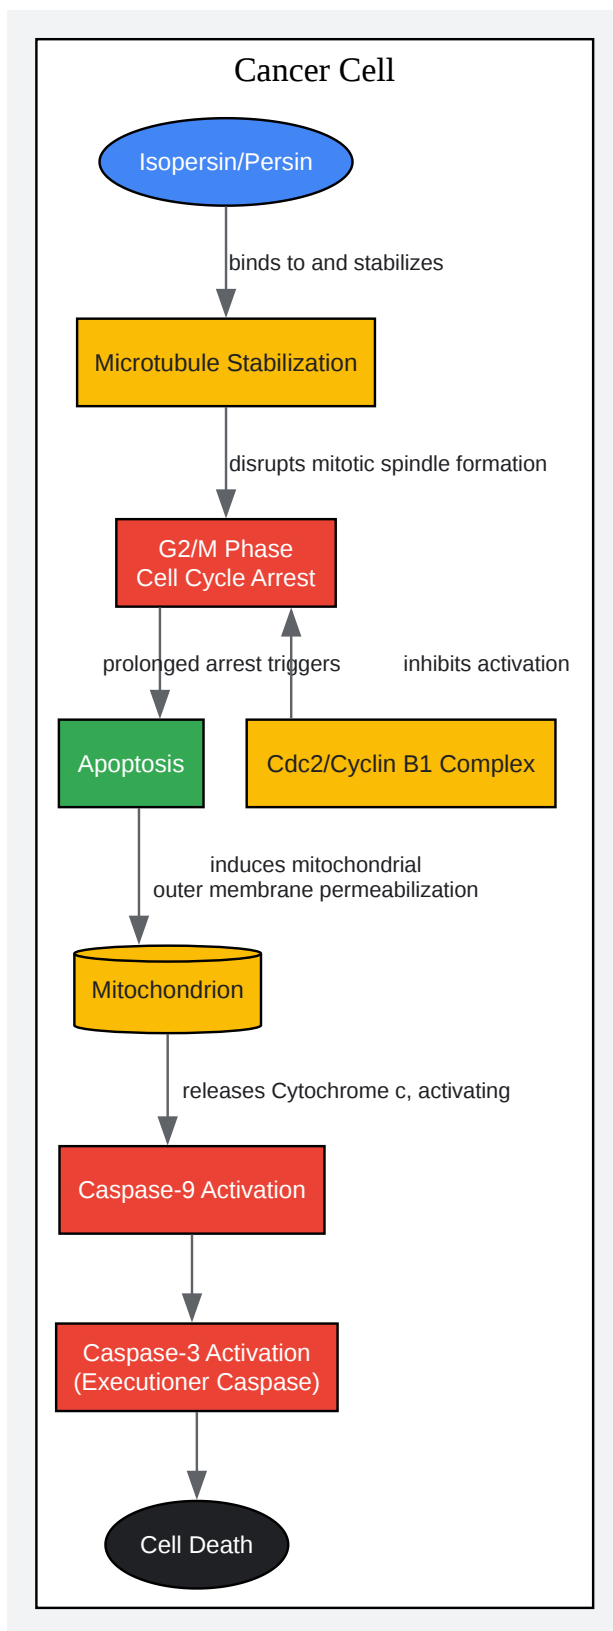 Cancer Cell
Isopersin/Persin
binds to and stabilizes
Microtubule Stabilization
disrupts mitotic spindle formation
G2/M Phase
Cell Cycle Arrest
prolonged arrest triggers
inhibits activation
Apoptosis
Cdc2/Cyclin B1 Complex
induces mitochondrial
outer membrane permeabilization
Mitochondrion
releases Cytochrome c, activating
Caspase-9 Activation
Caspase-3 Activation
(Executioner Caspase)
Cell Death